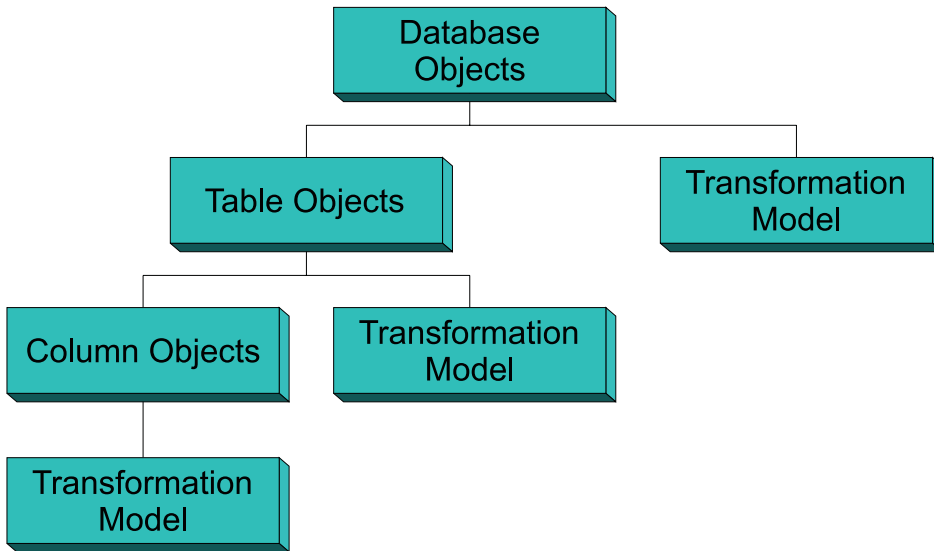 Database
Objects
Table Objects
Transformation
Model
Column Objects
Transformation
Model
Transformation
Model